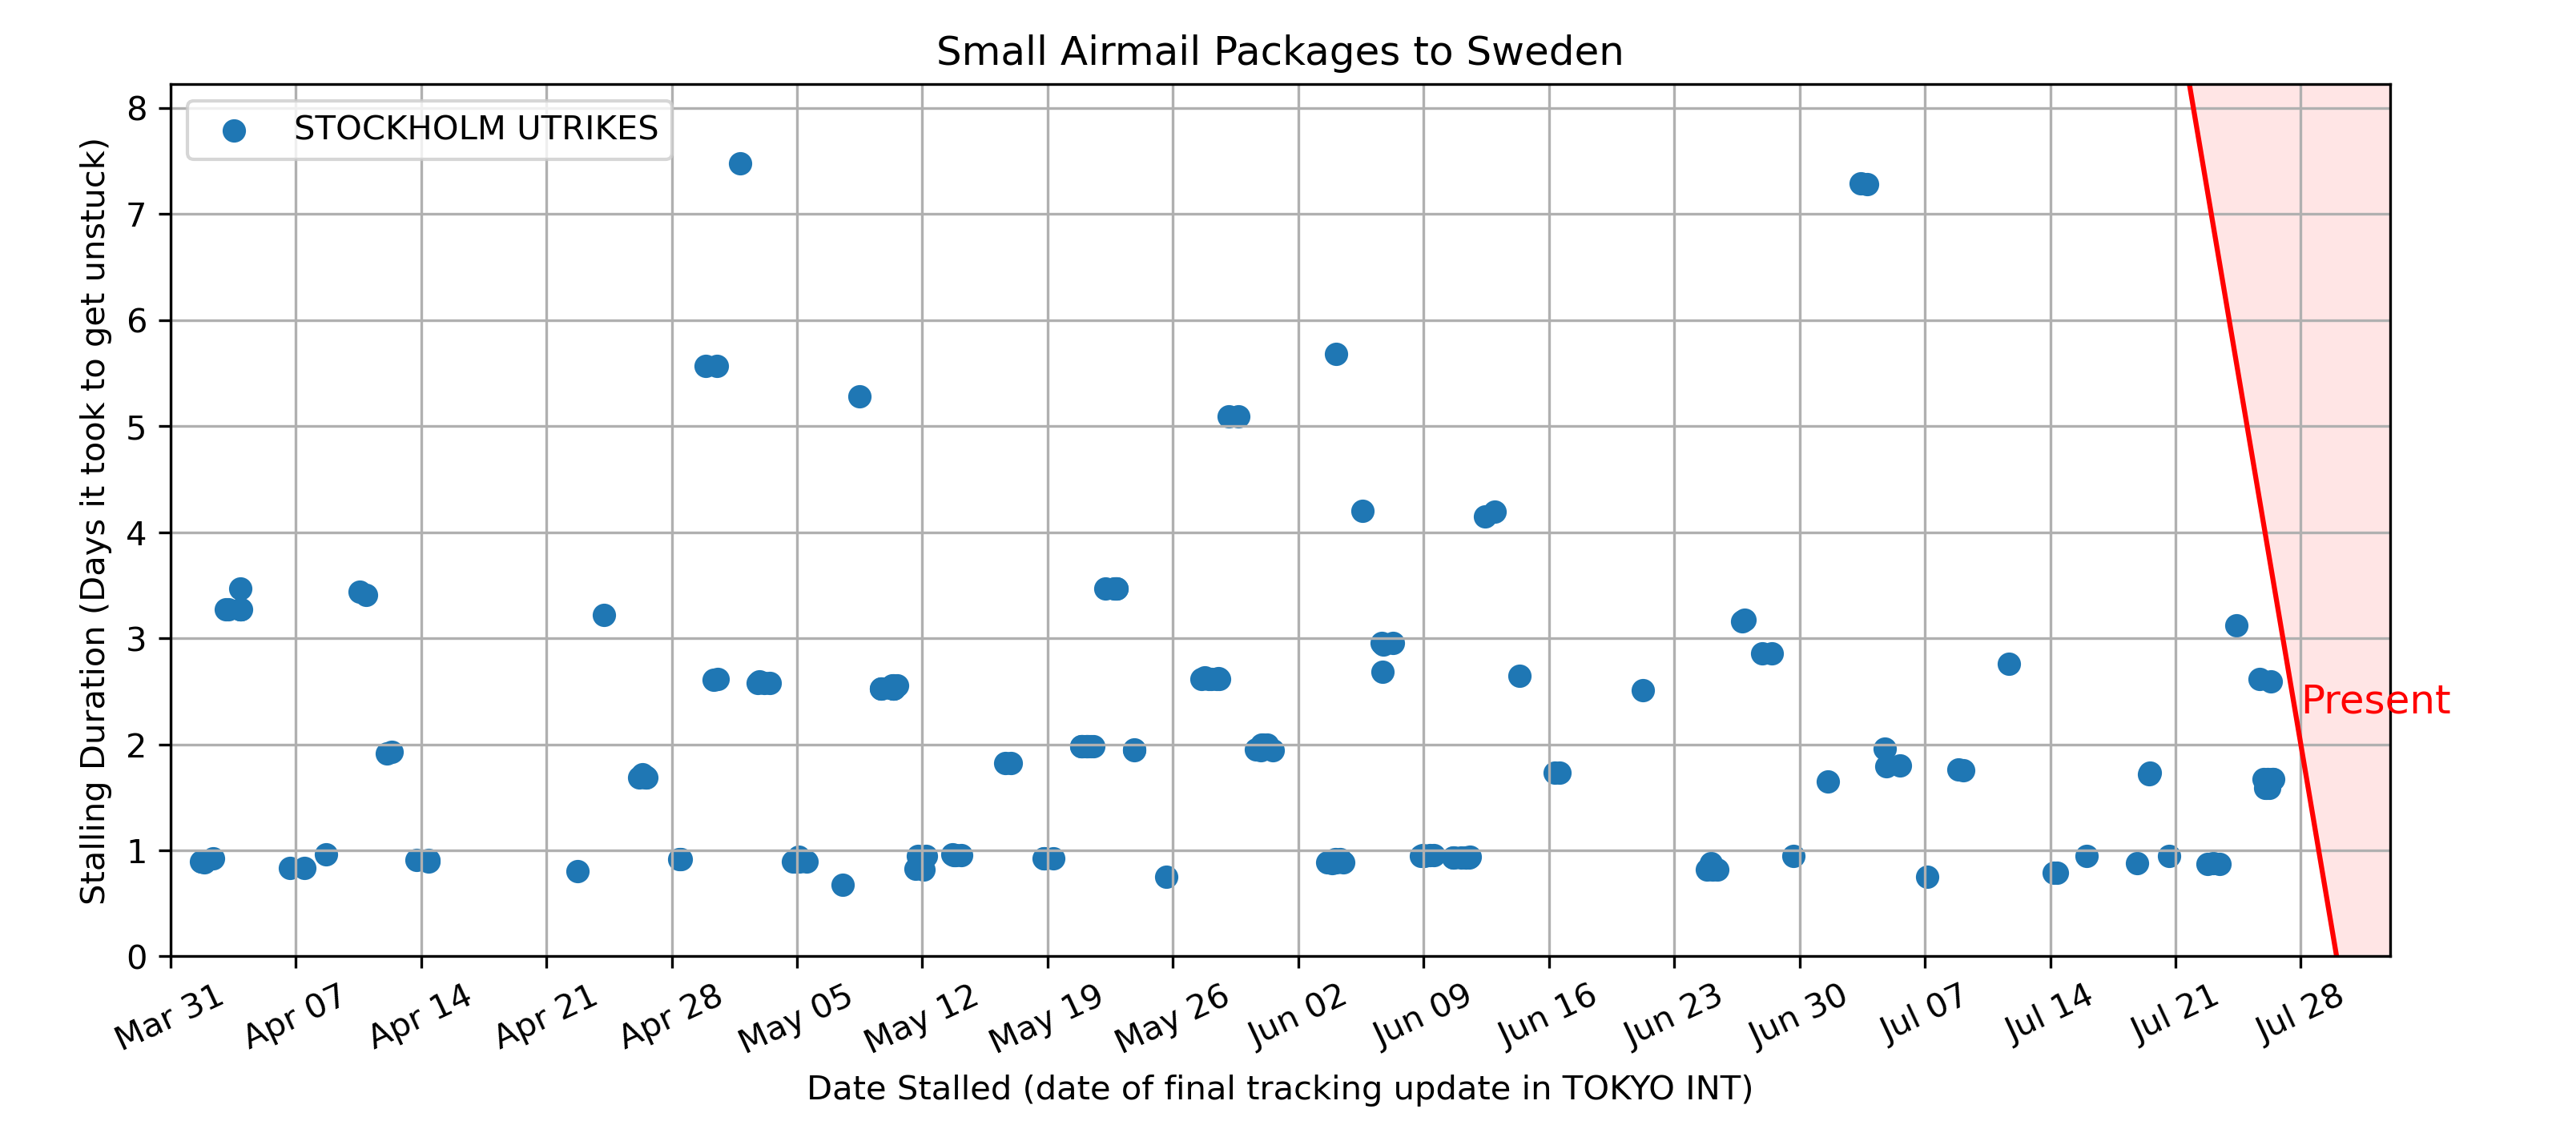 Small Airmail Packages to Sweden
STOCKHOLM UTRIKES
Stalling Duration (Days it took to get unstuck)
8
7
6
5
4
3
2
1
0
Present
Mar 31
Apr 07
Apr 14
Apr 21
Apr 28
May 05
May 12
May 19
May 26
Jun 02
Jun 09
Jun 16
Jun 23
Jun 30
Jul 07
Jul 14
Jul 21
Jul 28
Date Stalled (date of final tracking update in TOKYO INT)